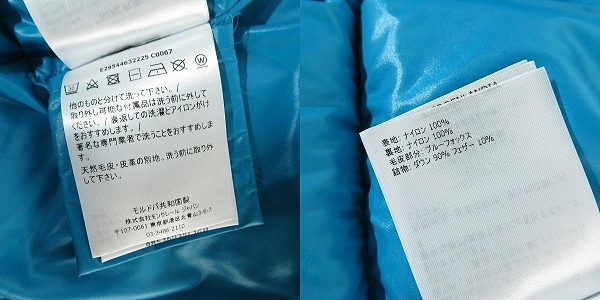 E29544632225 C0067
他のものと分けて洗って下さい。/
取り外し可能な付属品は洗う前に外して
ください。/ 裏返しての洗濯とアイロンがけ
をおすすめします。/
著名な専門業者で洗うことをおすすめし
ます。/
天然毛皮・皮革の敷地。洗う前に取り外
して下さい。
モルドバ共和国製
株式会社モンクレール ジャパン
〒107-0061 東京都港区北青山3-6-7
表地: ナイロン 100%
裏地: ナイロン 100%
毛皮部分: ブルーフォックス
詰物: ダウン 90% フェザー 10%